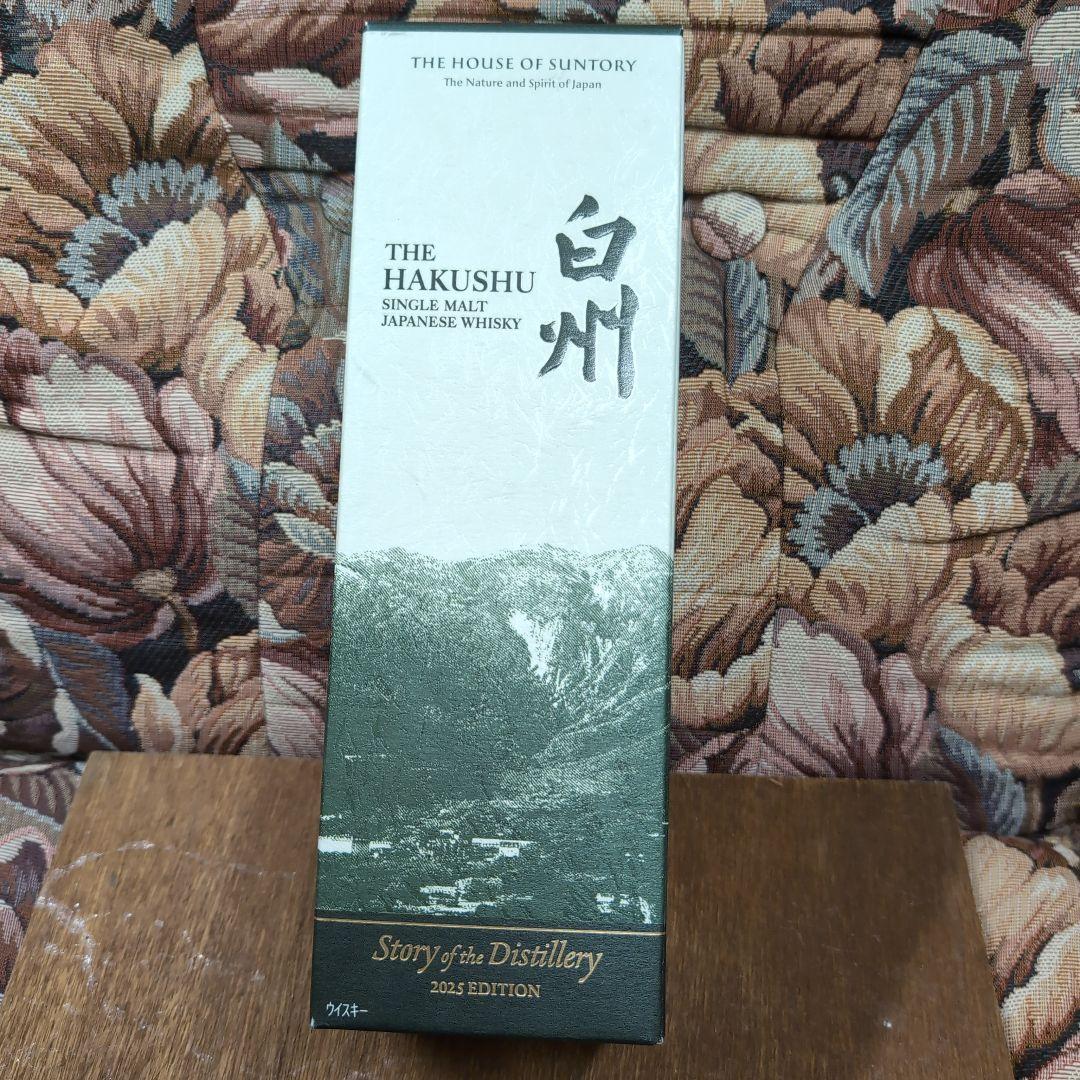 THE HOUSE OF SUNTORY
The Nature and Spirit of Japan
白州
THE
HAKUSHU
SINGLE MALT
JAPANESE WHISKY
Story of the Distillery
2025 EDITION
ウイスキー